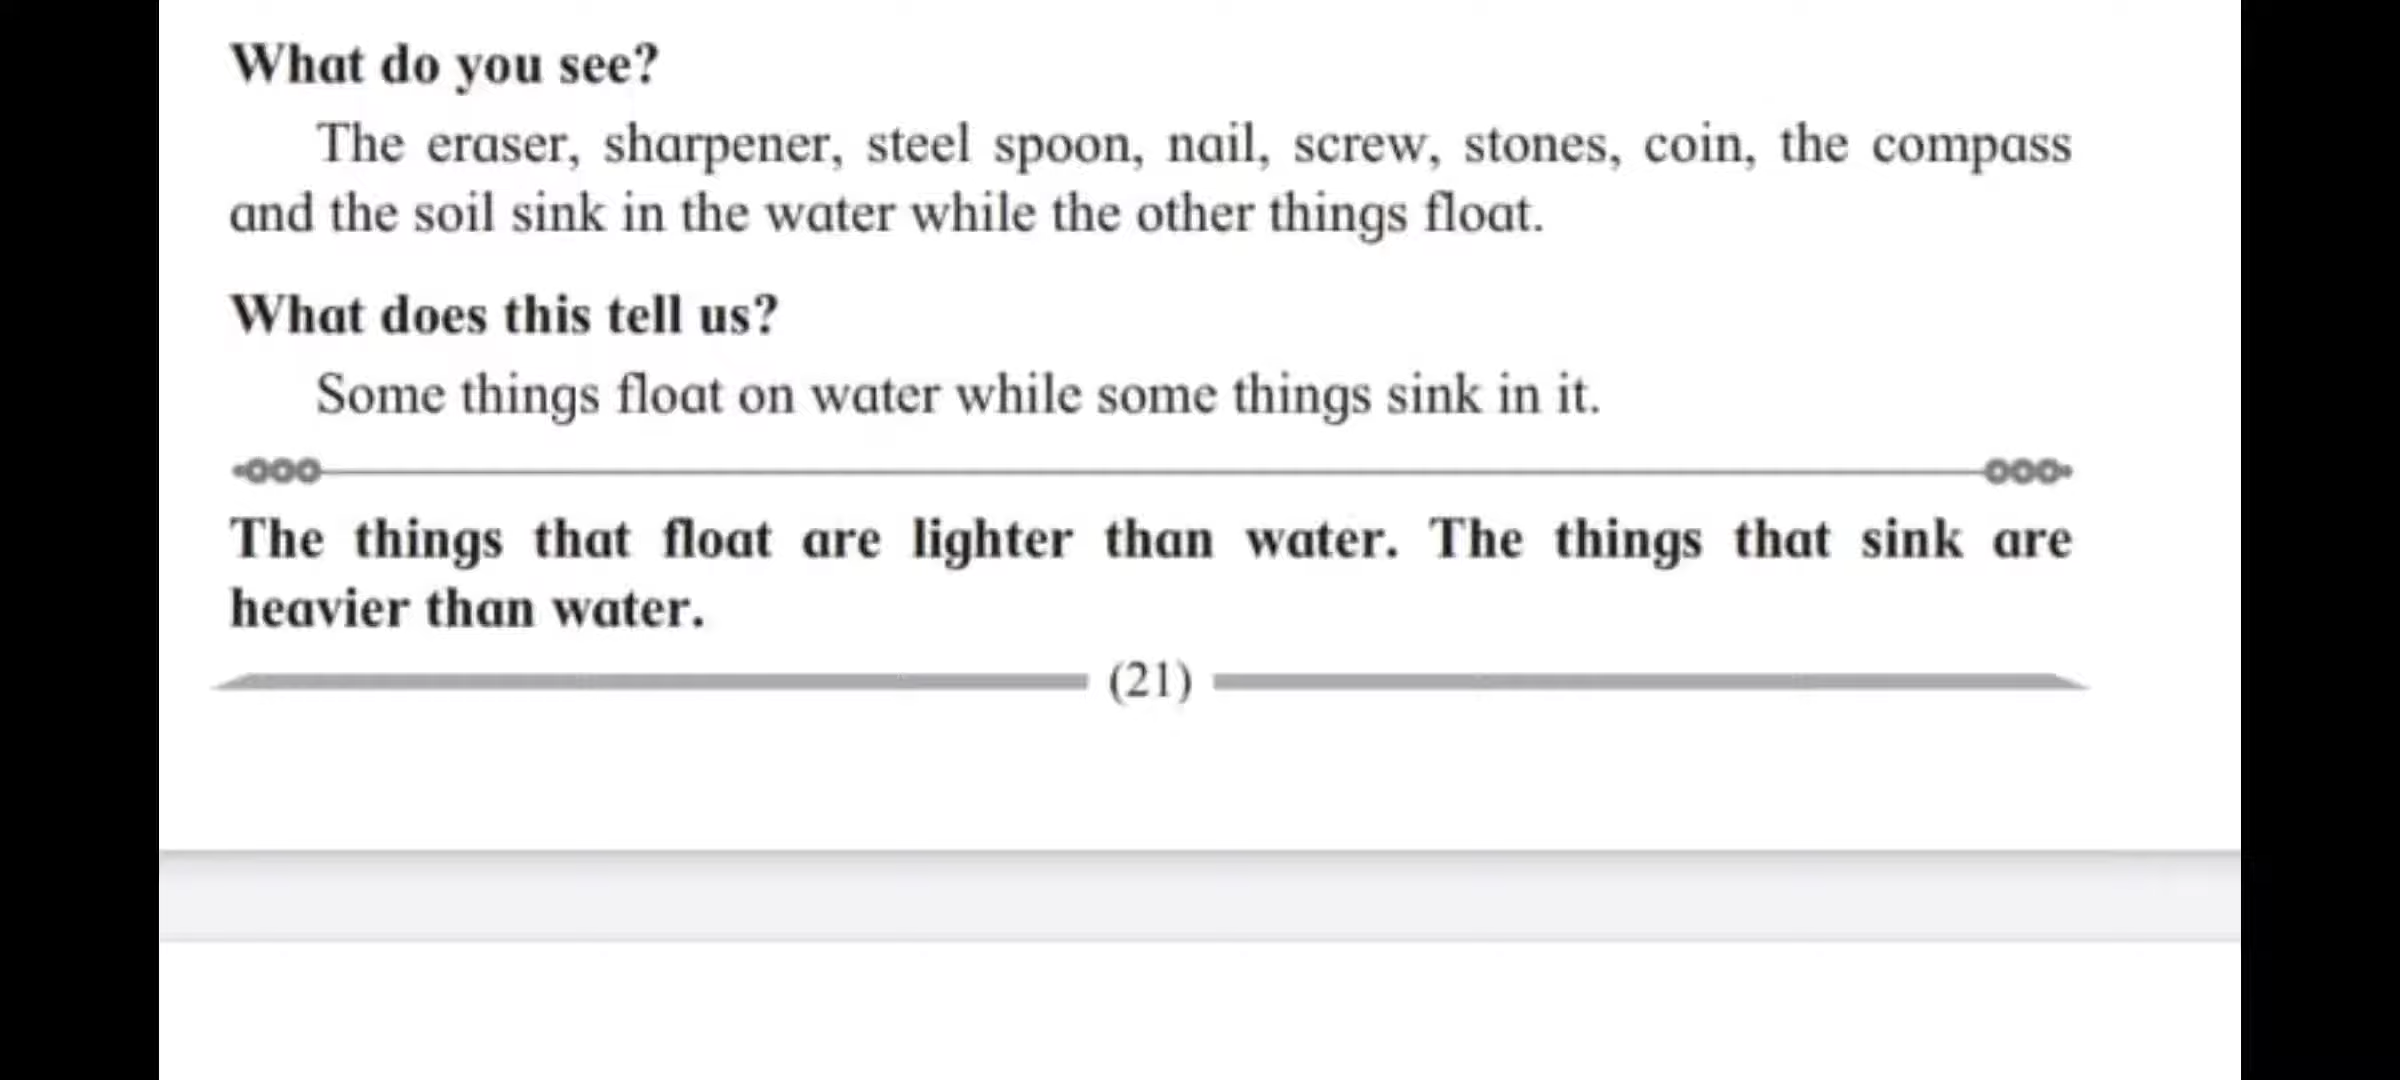 What do you see?
The eraser, sharpener, steel spoon, nail, screw, stones, coin, the compass
and the soil sink in the water while the other things float.
What does this tell us?
Some things float on water while some things sink in it.
The things that float are lighter than water. The things that sink are
heavier than water.
(21)